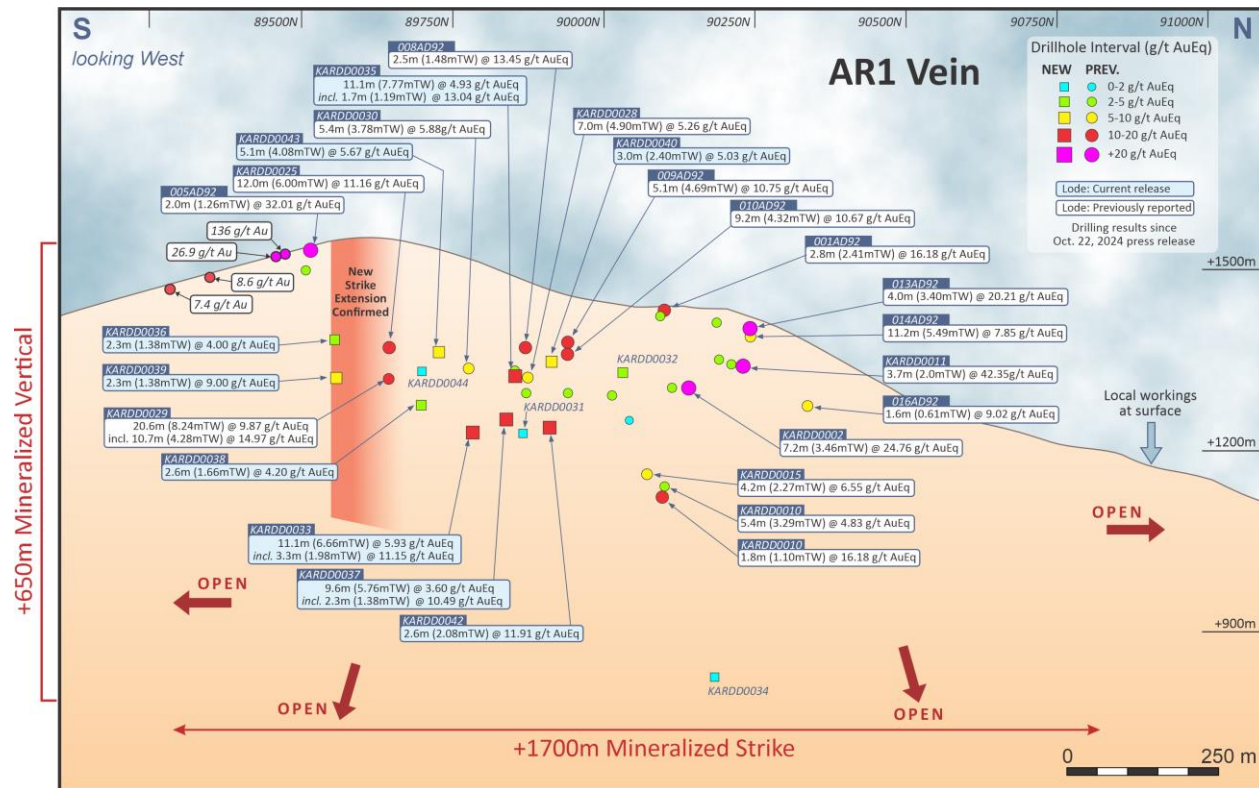 89500m 89750m 90000m 90250m 90500m 90750m 91000m
S
looking West
N
AR1 Vein
Drillhole Interval (g/t AuEq)
NEW PREV.
0-2 g/t AuEq
2-5 g/t AuEq
5-10 g/t AuEq
10-20 g/t AuEq
+20 g/t AuEq
Lode: Current release
Lode: Previously reported
Drilling results since
Oct. 22, 2024 press release
008AD92
2.5m (1.48mTW) @ 13.45 g/t AuEq
KARDD0035
11.1m (7.77mTW) @ 4.93 g/t AuEq
incl. 1.7m (1.19mTW) @ 13.04 g/t AuEq
KARDD0030
5.4m (3.78mTW) @ 5.88g/t AuEq
KARDD0043
5.1m (4.08mTW) @ 5.67 g/t AuEq
KARDD0025
12.0m (6.00mTW) @ 11.16 g/t AuEq
005AD92
2.0m (1.26mTW) @ 32.01 g/t AuEq
KARDD0028
7.0m (4.90mTW) @ 5.26 g/t AuEq
KARDD0040
3.0m (2.40mTW) @ 5.03 g/t AuEq
009AD92
5.1m (4.69mTW) @ 10.75 g/t AuEq
010AD92
9.2m (4.32mTW) @ 10.67 g/t AuEq
001AD92
2.8m (2.41mTW) @ 16.18 g/t AuEq
013AD92
4.0m (3.40mTW) @ 20.21 g/t AuEq
014AD92
11.2m (5.49mTW) @ 7.85 g/t AuEq
KARDD0011
3.7m (2.0mTW) @ 42.35g/t AuEq
016AD92
1.6m (0.61mTW) @ 9.02 g/t AuEq
KARDD0002
7.2m (3.46mTW) @ 24.76 g/t AuEq
KARDD0015
4.2m (2.27mTW) @ 6.55 g/t AuEq
KARDD0010
5.4m (3.29mTW) @ 4.83 g/t AuEq
KARDD0010
1.8m (1.10mTW) @ 16.18 g/t AuEq
136 g/t Au
26.9 g/t Au
8.6 g/t Au
7.4 g/t Au
New
Strike
Extension
Confirmed
KARDD0036
2.3m (1.38mTW) @ 4.00 g/t AuEq
KARDD0039
2.3m (1.38mTW) @ 9.00 g/t AuEq
KARDD0029
20.6m (8.24mTW) @ 9.87 g/t AuEq
incl. 10.7m (4.28mTW) @ 14.97 g/t AuEq
KARDD0038
2.6m (1.66mTW) @ 4.20 g/t AuEq
KARDD0033
11.1m (6.66mTW) @ 5.93 g/t AuEq
incl. 3.3m (1.98mTW) @ 11.15 g/t AuEq
KARDD0037
9.6m (5.76mTW) @ 3.60 g/t AuEq
incl. 2.3m (1.38mTW) @ 10.49 g/t AuEq
KARDD0042
2.6m (2.08mTW) @ 11.91 g/t AuEq
KARDD0044
KARDD0031
KARDD0032
KARDD0034
Local workings
at surface
+1500m
+1200m
+900m
OPEN
OPEN
OPEN
OPEN
+650m Mineralized Vertical
+1700m Mineralized Strike
0 250 m